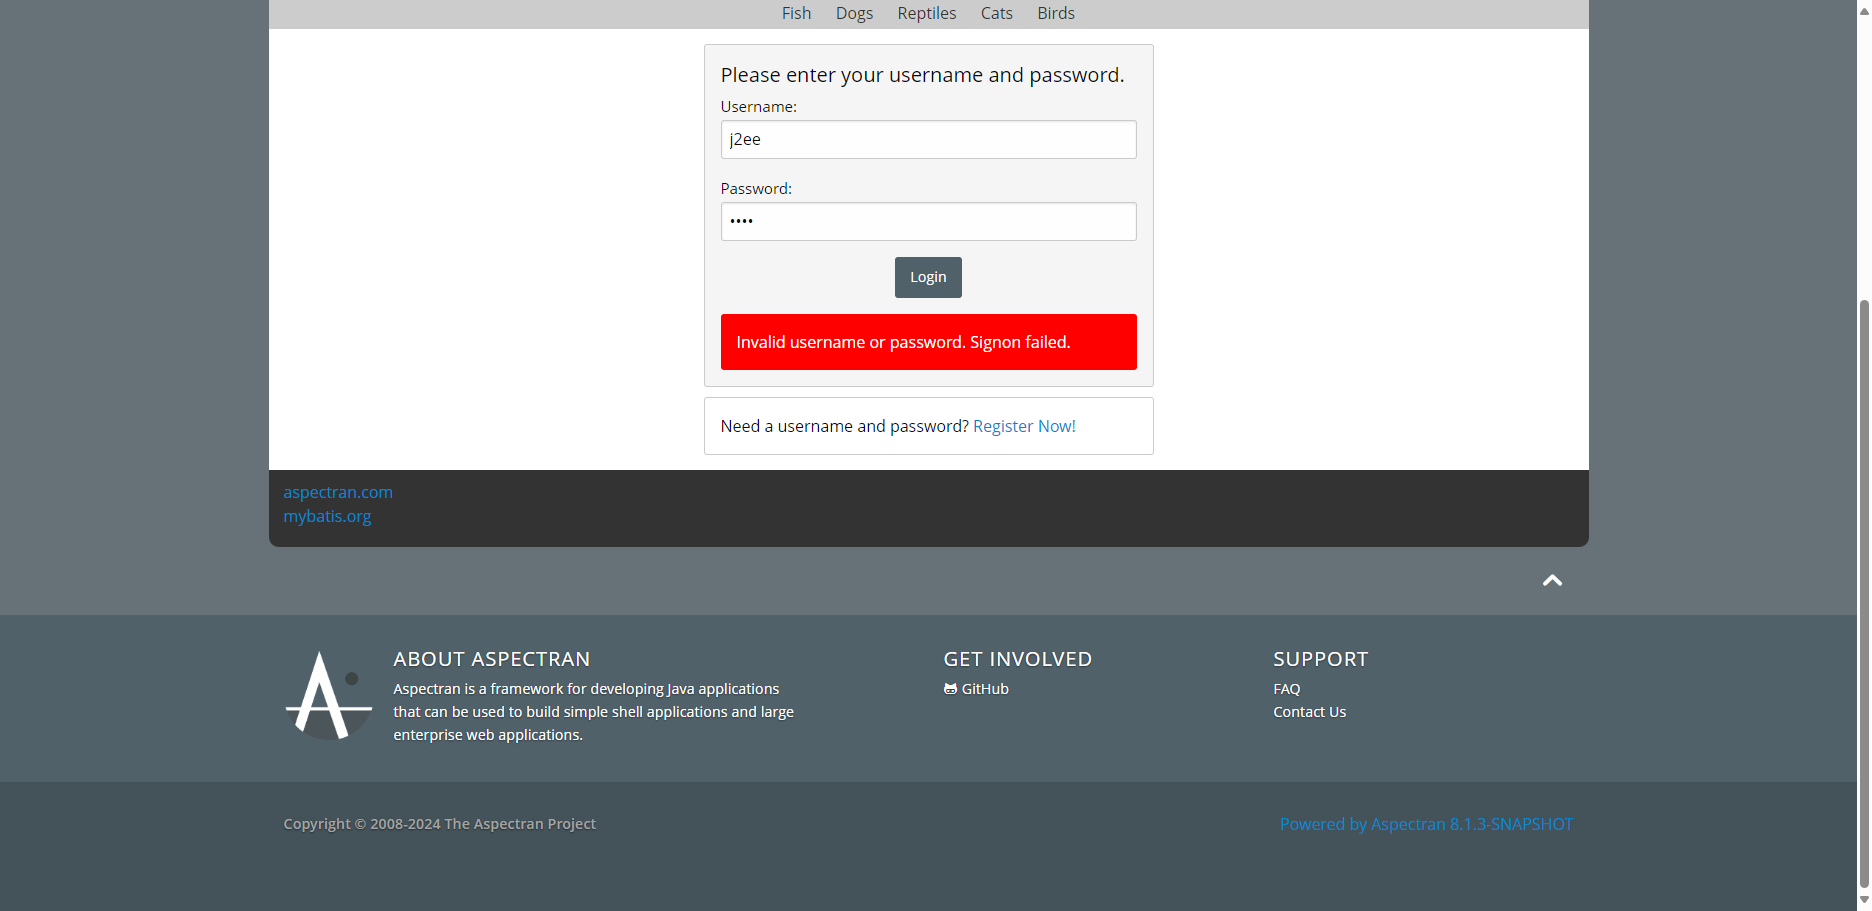 Fish Dogs Reptiles Cats Birds
Please enter your username and password.
Username:
j2ee
Password:
••••
Login
Invalid username or password. Signon failed.
Need a username and password? Register Now!
aspectran.com
mybatis.org
ABOUT ASPECTRAN
Aspectran is a framework for developing Java applications
that can be used to build simple shell applications and large
enterprise web applications.
GET INVOLVED
GitHub
SUPPORT
FAQ
Contact Us
Copyright © 2008-2024 The Aspectran Project
Powered by Aspectran 8.1.3-SNAPSHOT